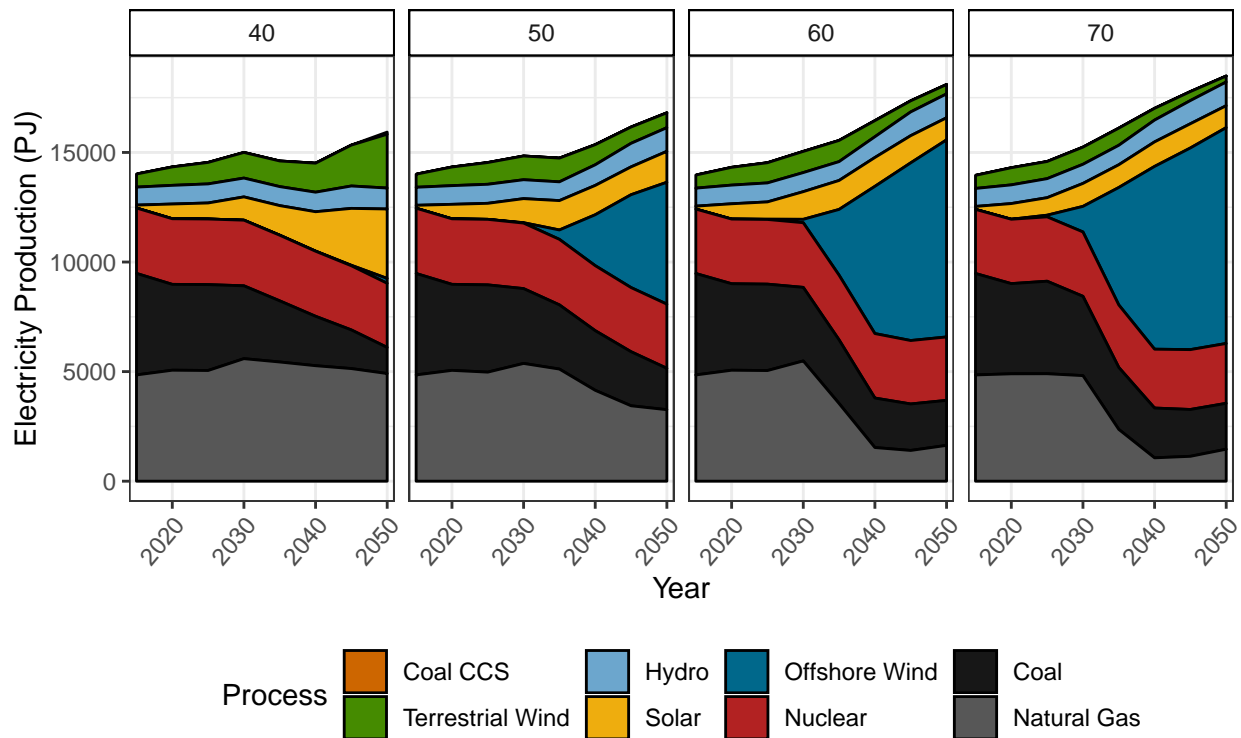 40 50 60 70
Electricity Production (PJ)
15000
10000
5000
0
2020 2030 2040 2050 2020 2030 2040 2050 2020 2030 2040 2050 2020 2030 2040 2050
Year
Process
Coal CCS Hydro Offshore Wind Coal
Terrestrial Wind Solar Nuclear Natural Gas